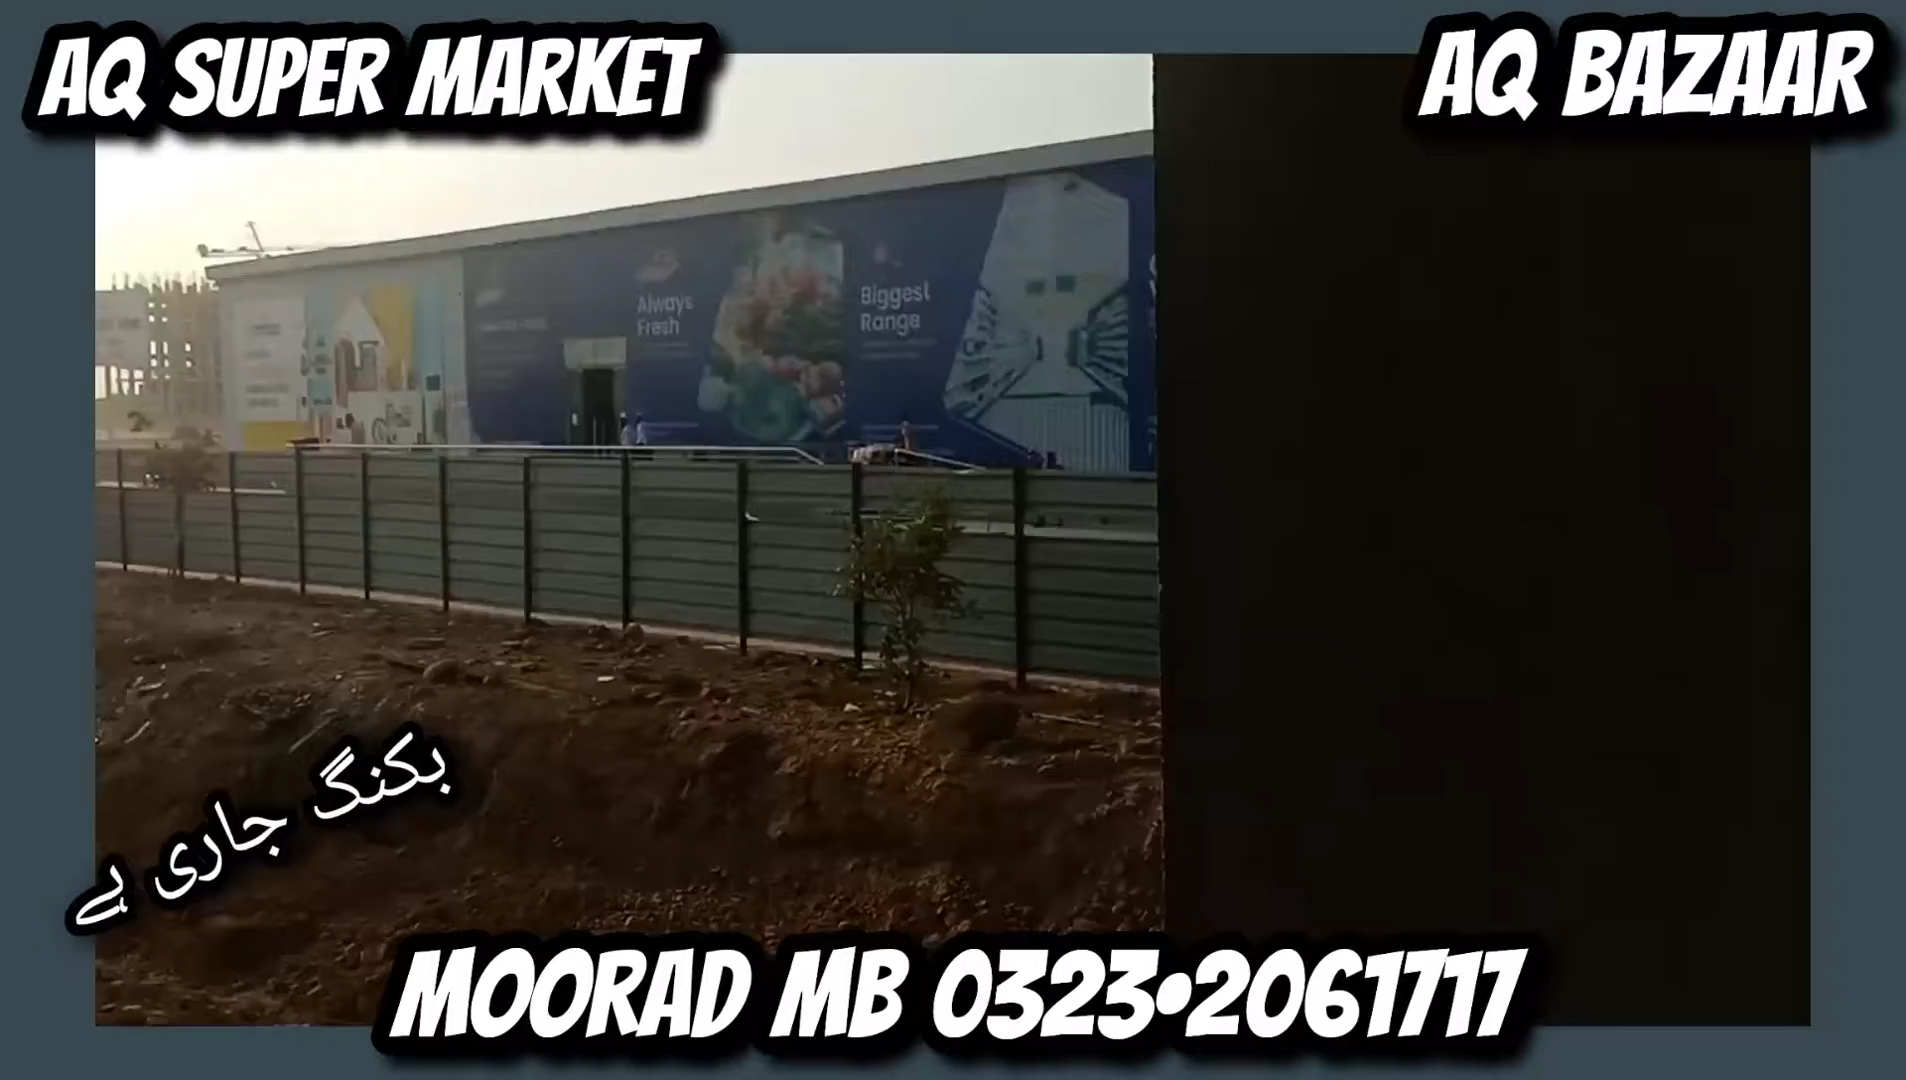 AQ SUPER MARKET
AQ BAZAAR
Always
Fresh
Biggest
Range
بکنگ جاری ہے
MOORAD MB 0323•2061717